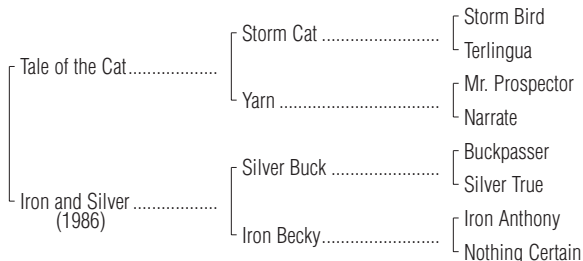 Storm Bird
Storm Cat ..............................
Terlingua
Tale of the Cat..................
Mr. Prospector
Yarn .........................................
Narrate
Buckpasser
Silver Buck ............................
Silver True
Iron and Silver .................
(1986)
Iron Anthony
Iron Becky..............................
Nothing Certain